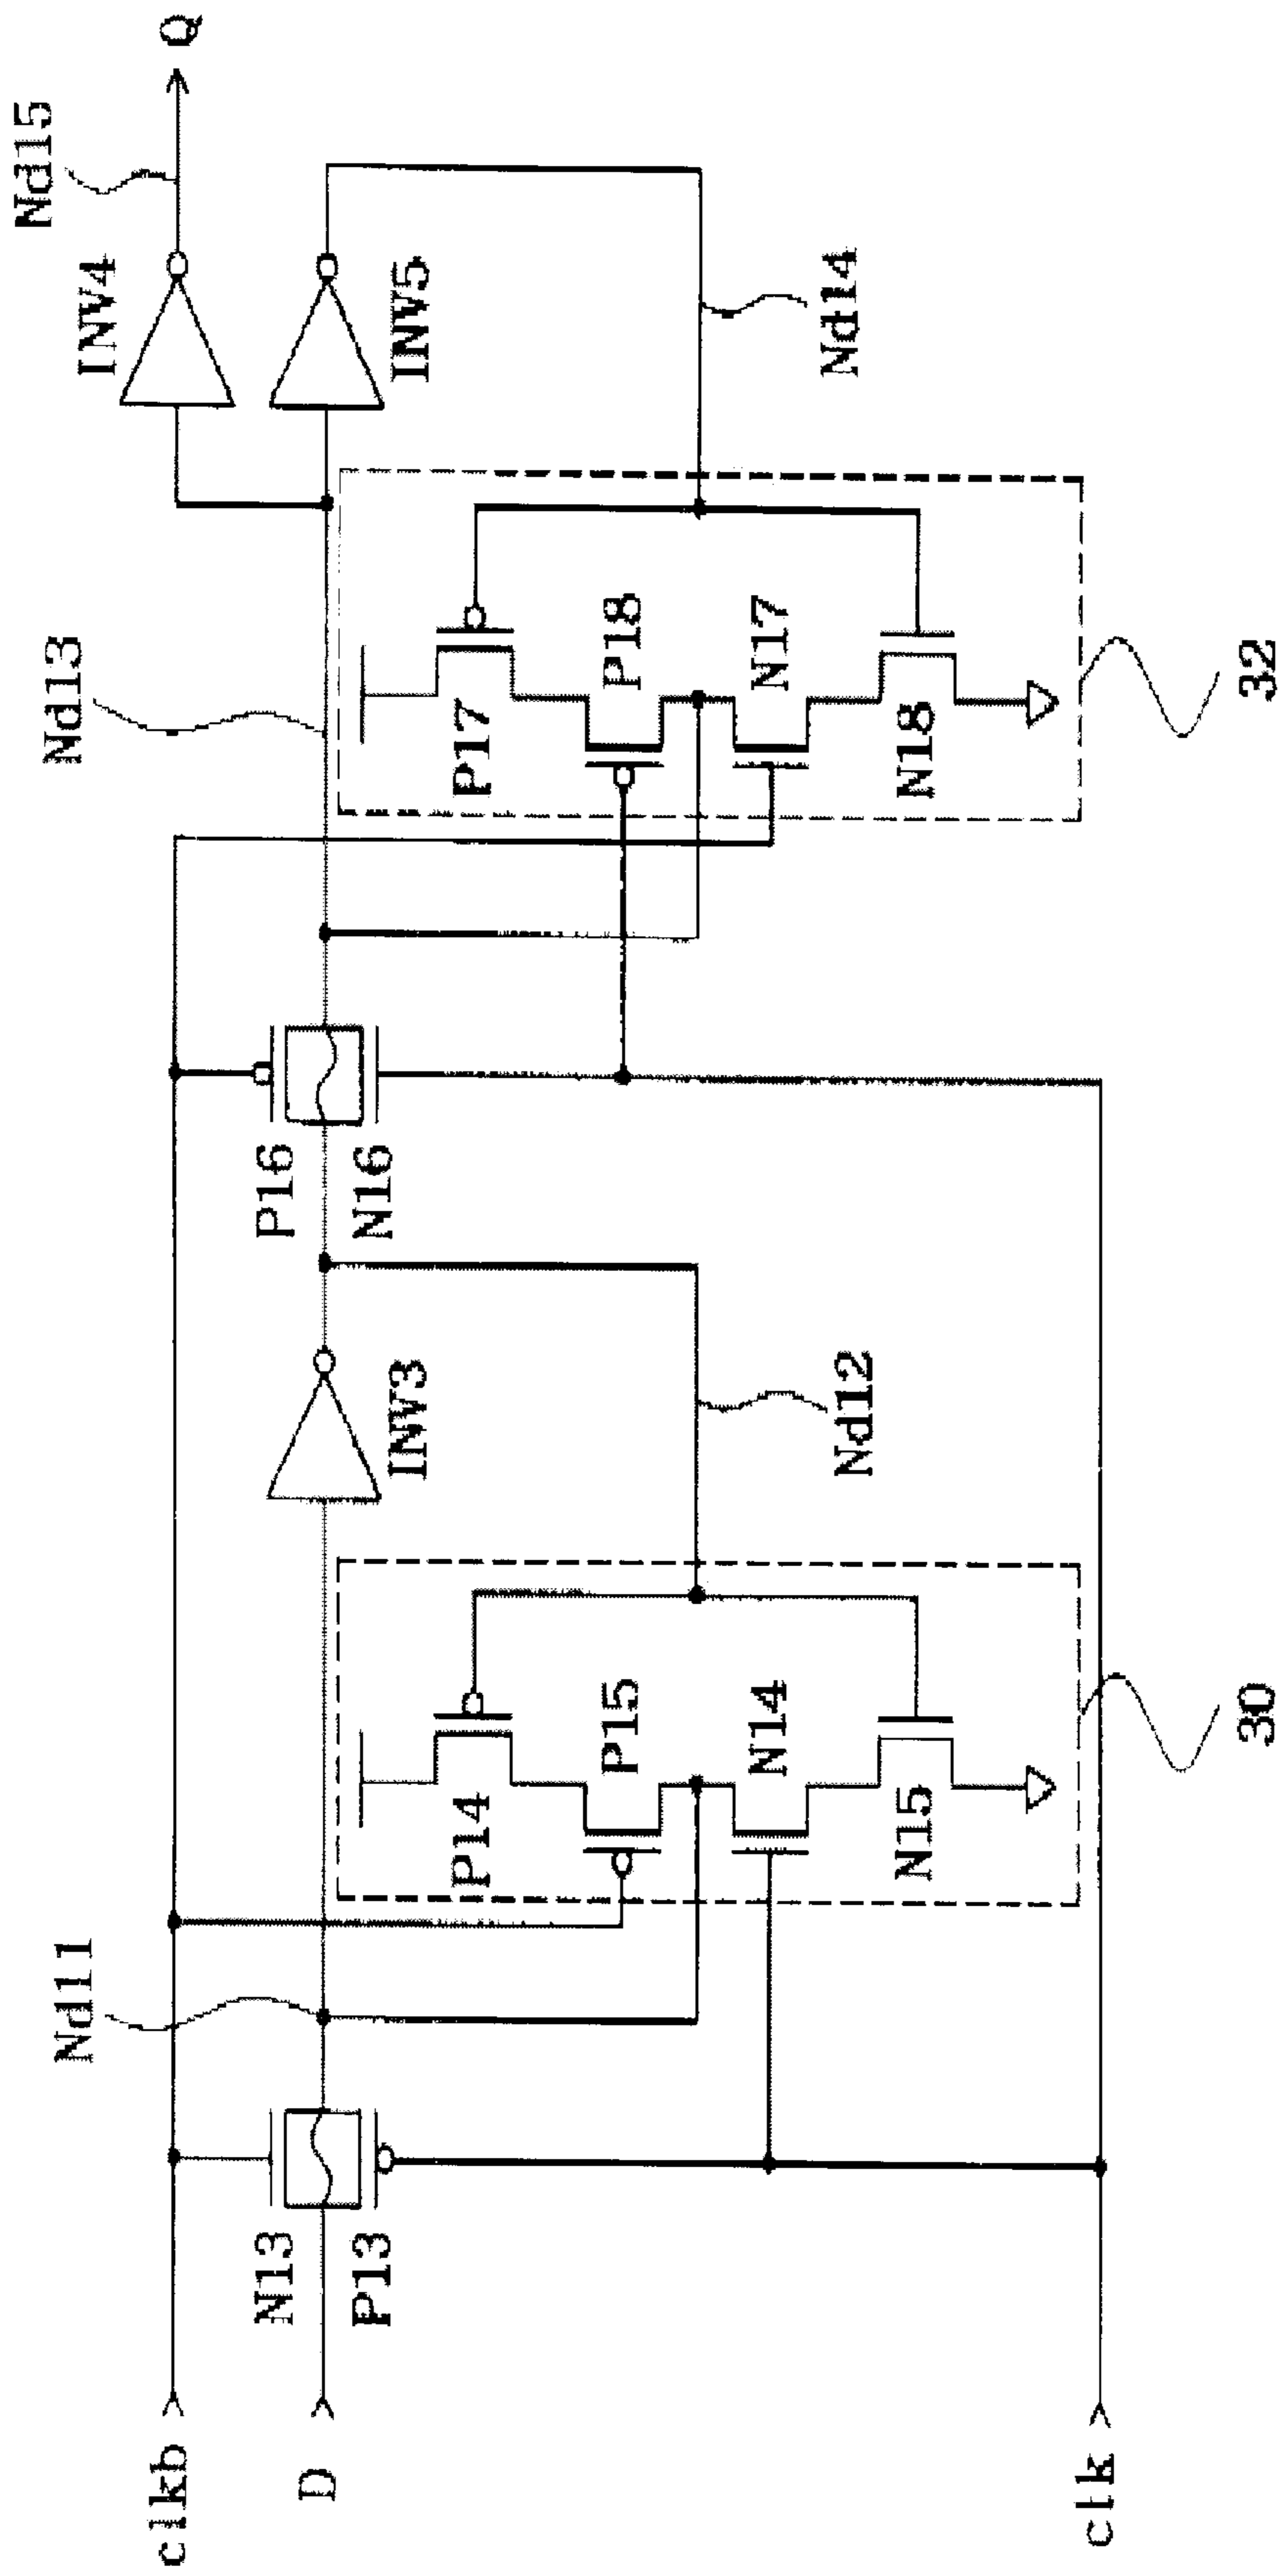 clkb
D
clk
N13
P13
Nd11
P14
P15
N14
N15
30
INV3
Nd12
P16
N16
Nd13
P17
P18
N17
N18
32
INV4
INV5
Nd14
Nd15
Q